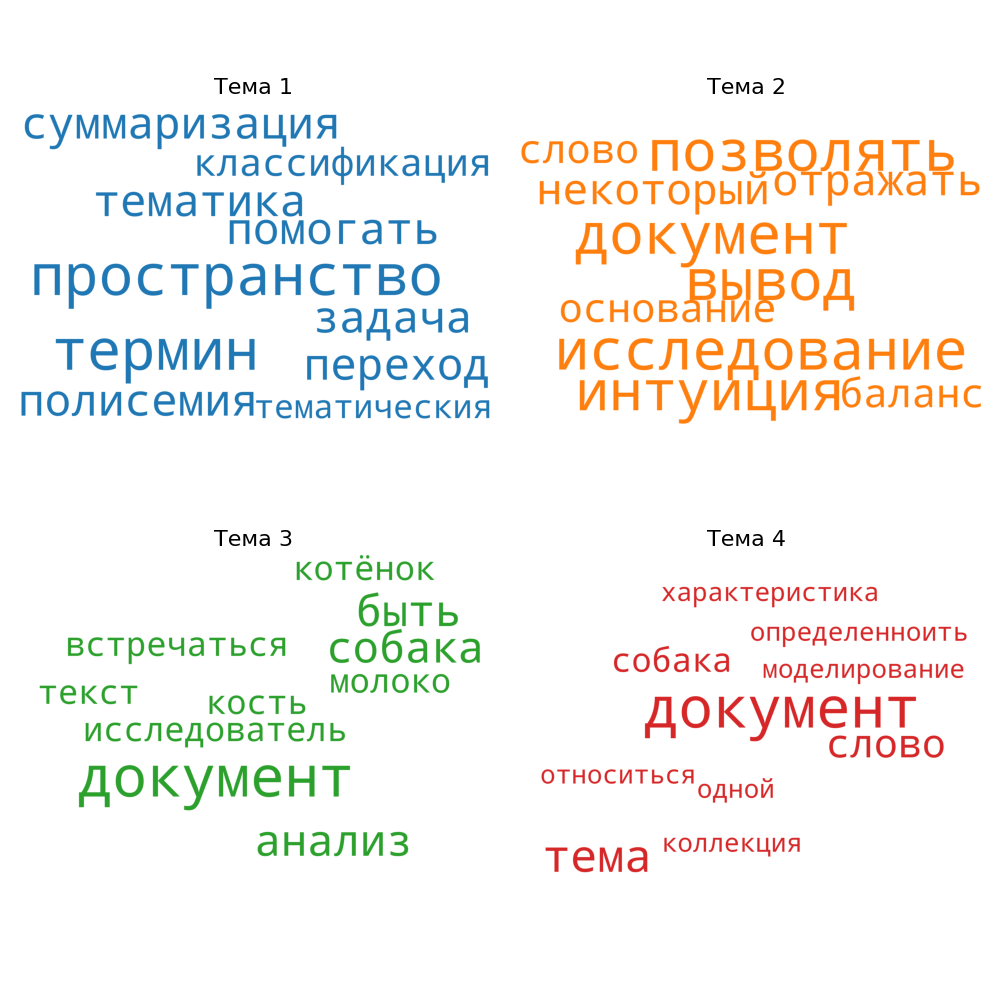 Тема 1
суммаризация
классификация
тематика
помогать
пространство
задача
термин
переход
полисемия
тематическия
Тема 2
слово
позволять
некоторый
отражать
документ
вывод
основание
исследование
интуиция
баланс
Тема 3
котёнок
быть
встречаться
собака
молоко
текст
кость
исследователь
документ
анализ
Тема 4
характеристика
определенноить
собака
моделирование
документ
слово
относиться
одной
коллекция
тема